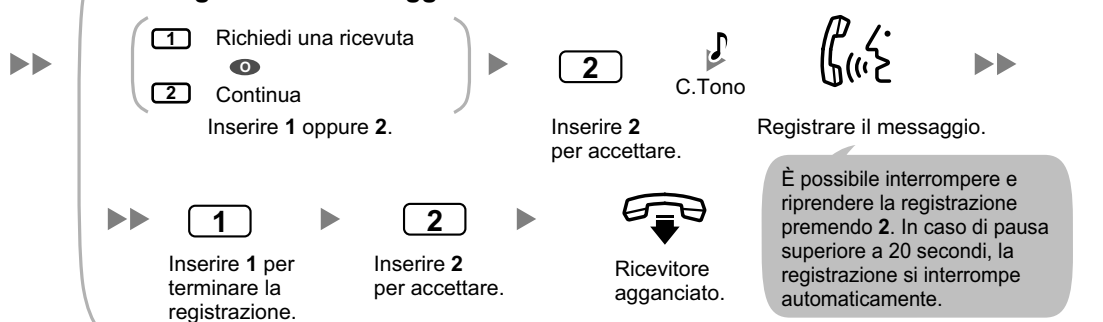 1 Richiedi una ricevuta
O
2 Continua
Inserire 1 oppure 2.
2
Inserire 2
per accettare.
C.Tono
Registrare il messaggio.
È possibile interrompere e
riprendere la registrazione
premendo 2. In caso di pausa
superiore a 20 secondi, la
registrazione si interrompe
automaticamente.
1
Inserire 1 per
terminare la
registrazione.
2
Inserire 2
per accettare.
Ricevitore
agganciato.